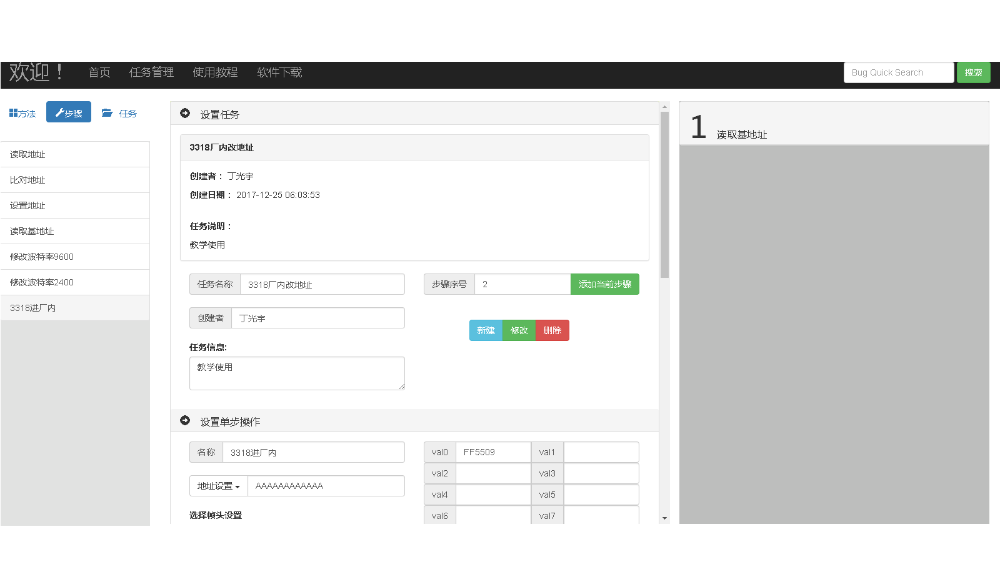 欢迎！ 首页 任务管理 使用教程 软件下载 Bug Quick Search 搜索
方法 步骤 任务
读取地址
比对地址
设置地址
读取基地址
修改波特率9600
修改波特率2400
3318进厂内
设置任务
3318厂内改地址
创建者： 丁光宇
创建日期： 2017-12-25 06:03:53
任务说明：
教学使用
任务名称 3318厂内改地址 步骤序号 2 添加当前步骤
创建者 丁光宇
新建 修改 删除
任务信息:
教学使用
设置单步操作
名称 3318进厂内 val0 FF5509 val1
val2 val3
地址设置 AAAAAAAAAAAA
val4 val5
选择帧头设置 val6 val7
1 读取基地址